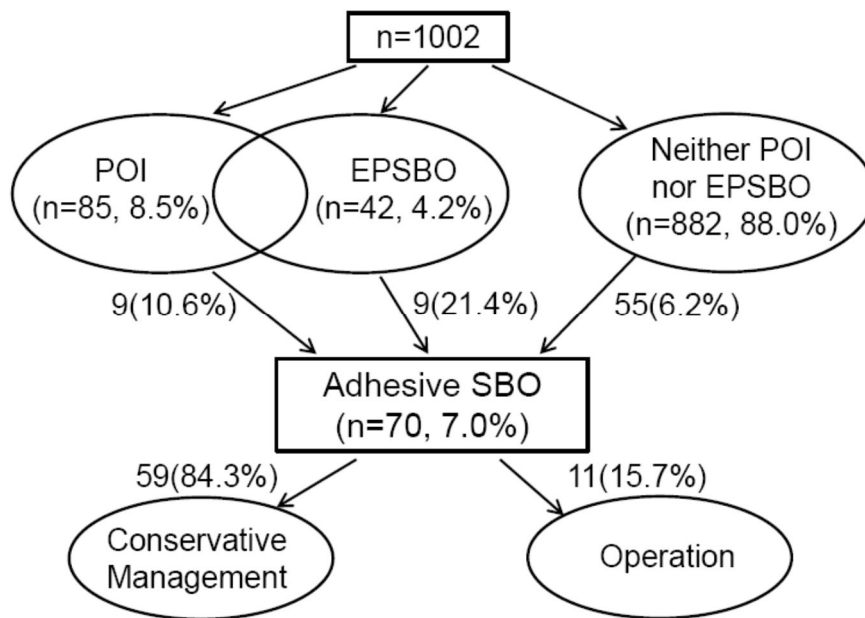 n=1002
POI
(n=85, 8.5%)
EPSBO
(n=42, 4.2%)
Neither POI
nor EPSBO
(n=882, 88.0%)
9(10.6%)
9(21.4%)
55(6.2%)
Adhesive SBO
(n=70, 7.0%)
59(84.3%)
11(15.7%)
Conservative
Management
Operation